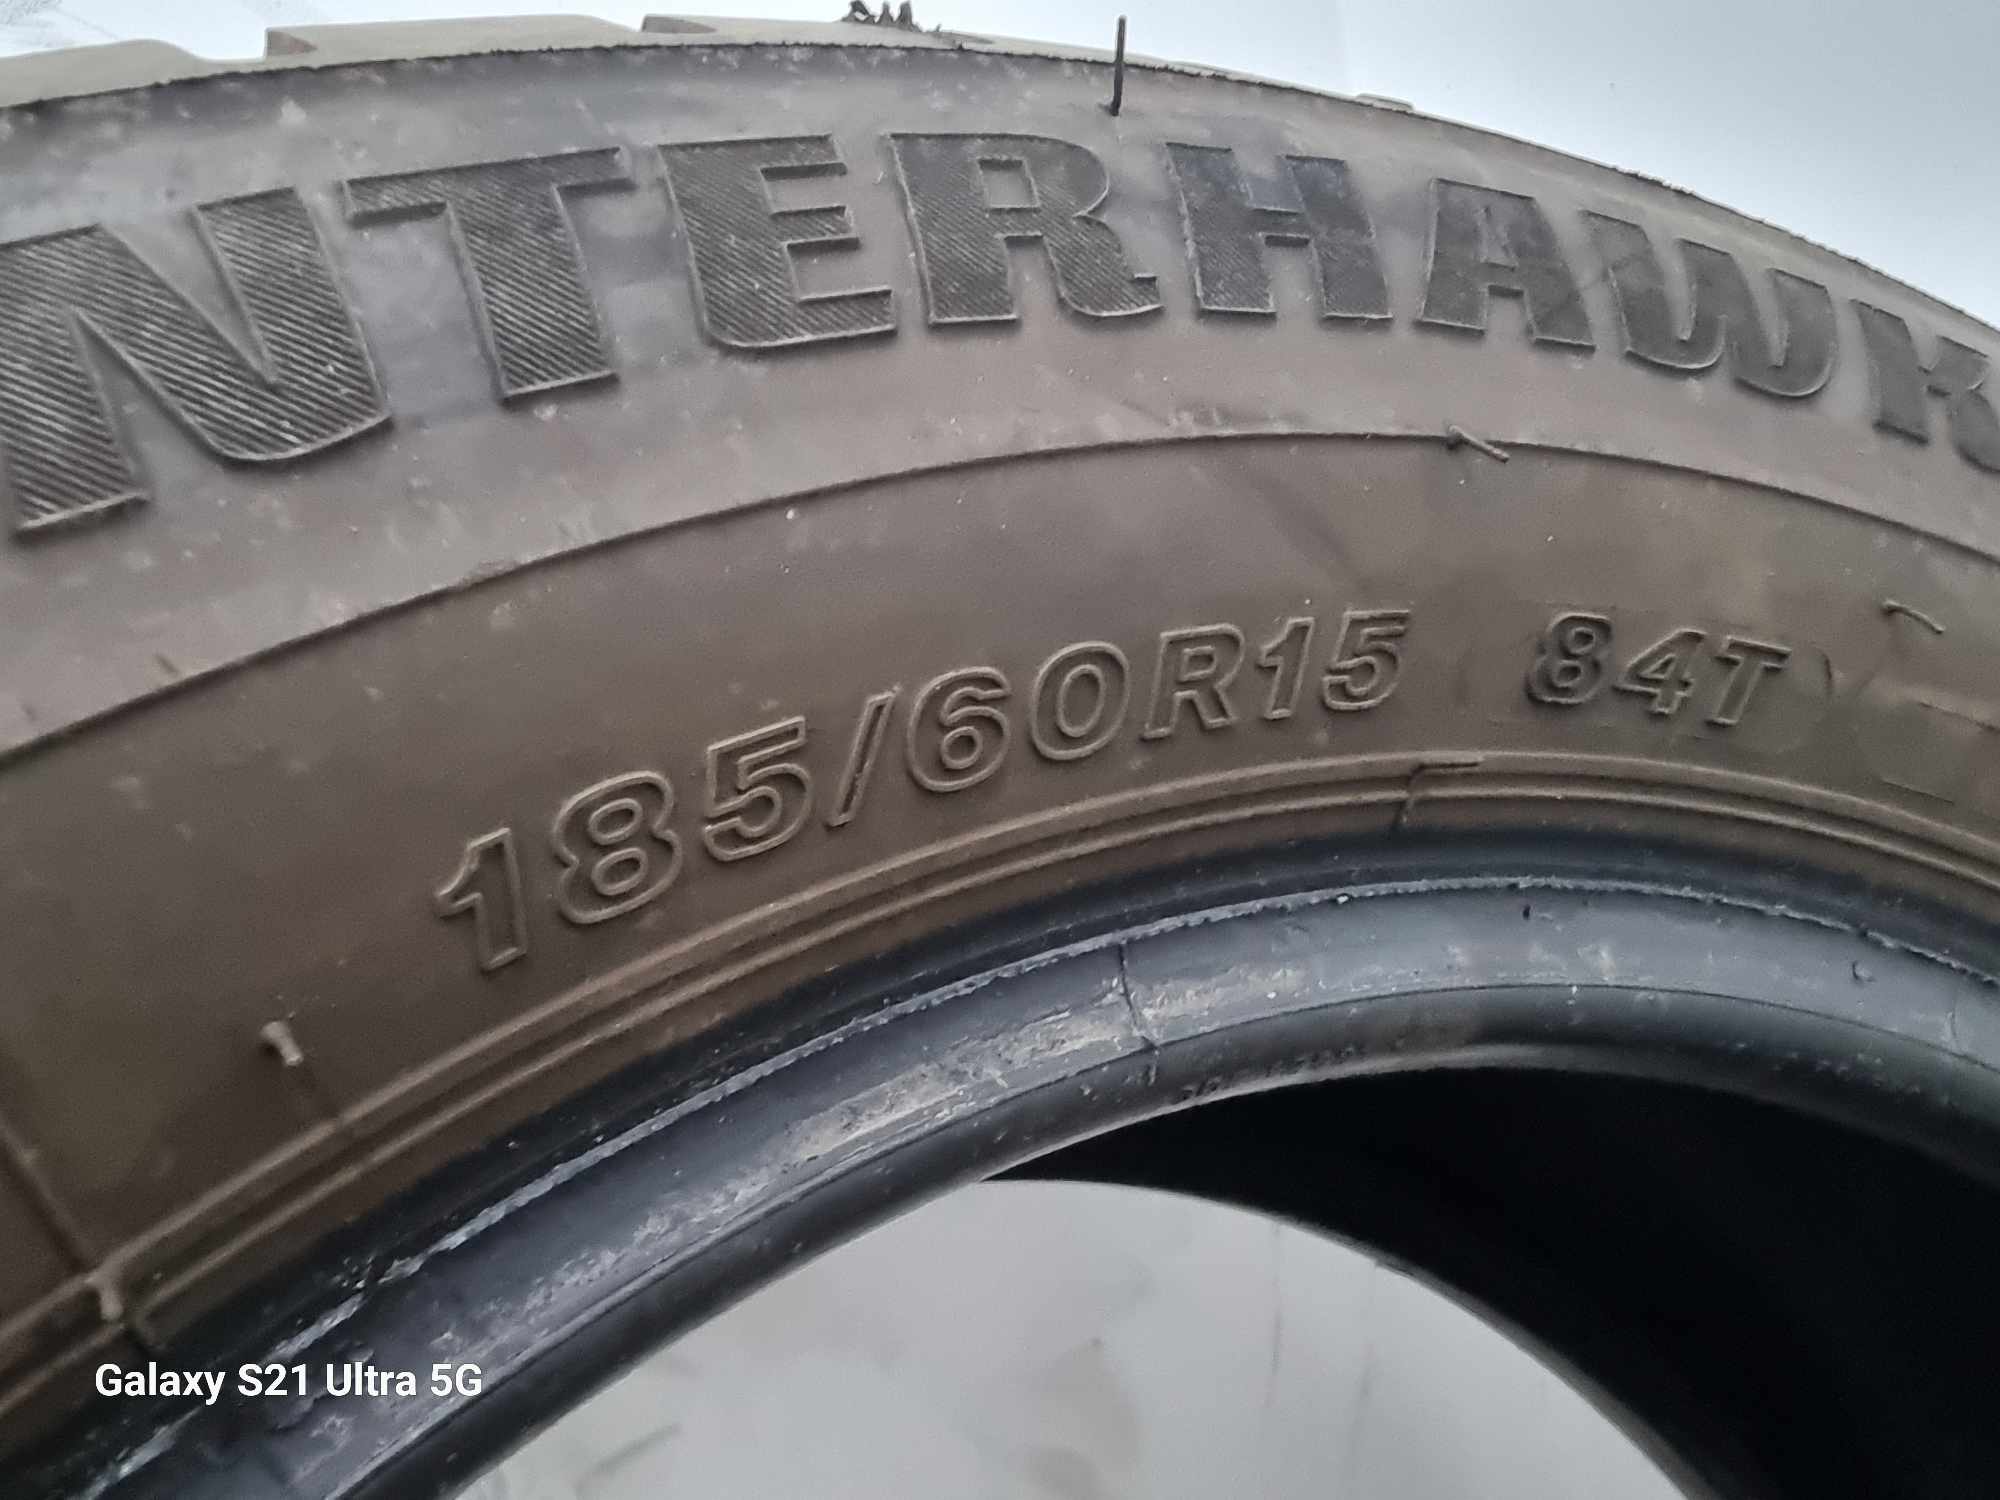 NTERHAWK
185/60R15 84T
Galaxy S21 Ultra 5G